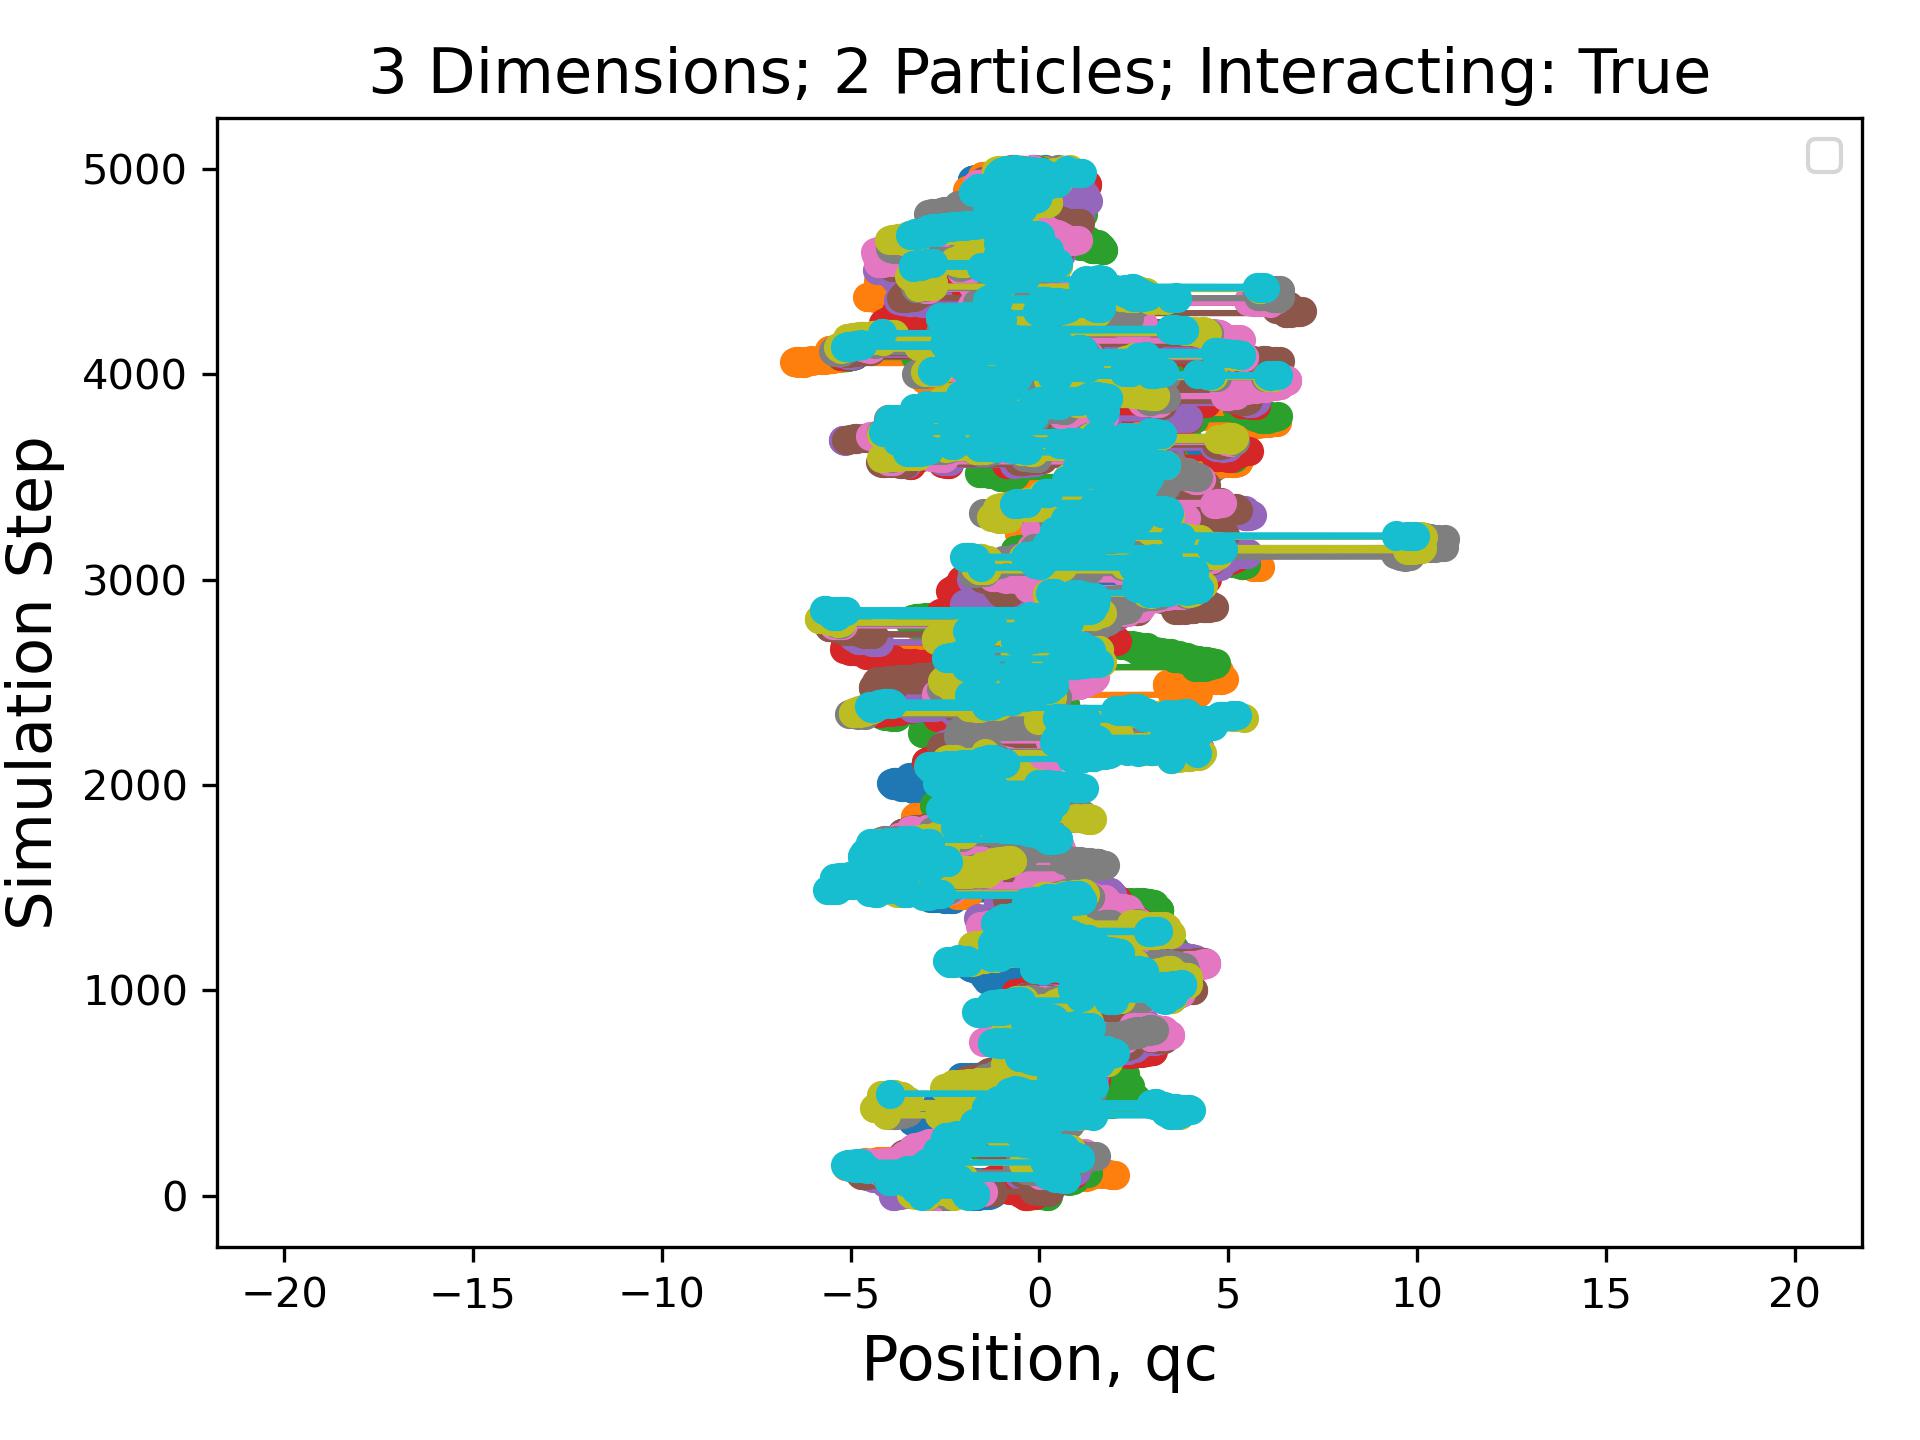 3 Dimensions; 2 Particles; Interacting: True
Simulation Step
5000
4000
3000
2000
1000
0
−20 −15 −10 −5 0 5 10 15 20
Position, qc